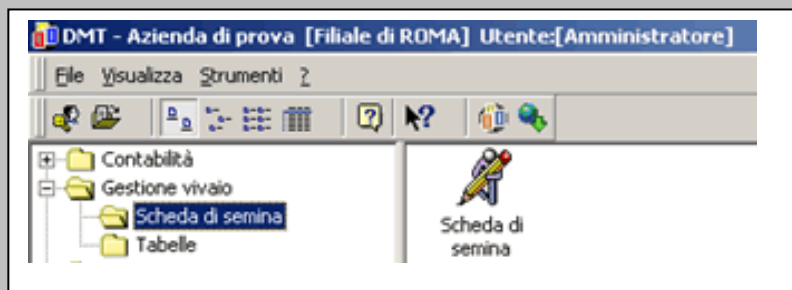 DMT - Azienda di prova [Filiale di ROMA] Utente:[Amministratore]
File Visualizza Strumenti ?
Contabilità
Gestione vivaio
Scheda di semina
Tabelle
Scheda di
semina